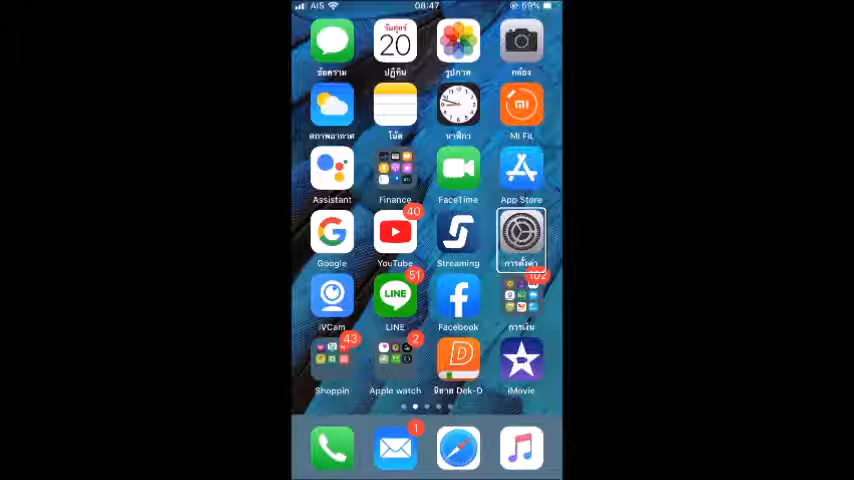 AIS 08:47 59%
วันศุกร์
20
ข้อความ ปฏิทิน รูปภาพ กล้อง
mi
สภาพอากาศ โน้ต นาฬิกา Mi Fit
Assistant Finance FaceTime App Store
40
Google YouTube Streaming การตั้งค่า
51 102
LINE
iVCam LINE Facebook การเงิน
43 2
D
Shoppin Apple watch นิยาย Dek-D iMovie
1